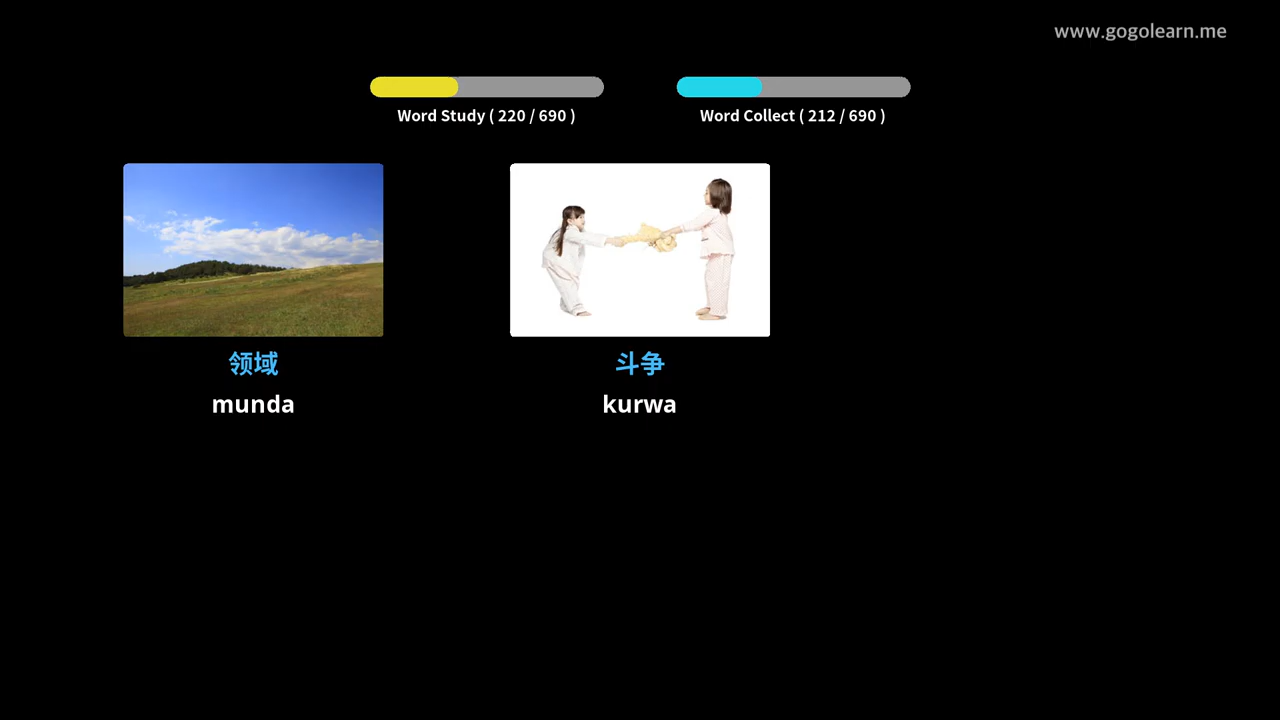 www.gogolearn.me
Word Study ( 220 / 690 )
Word Collect ( 212 / 690 )
领域
munda
斗争
kurwa